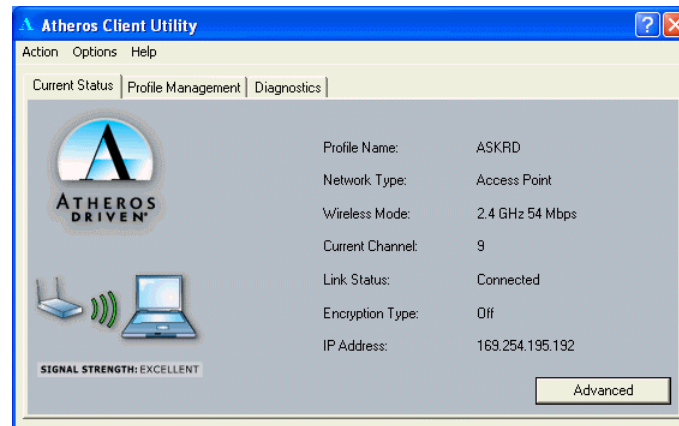 Atheros Client Utility
Action Options Help
Current Status Profile Management Diagnostics
ATHEROS
DRIVEN
Profile Name: ASKRD
Network Type: Access Point
Wireless Mode: 2.4 GHz 54 Mbps
Current Channel: 9
Link Status: Connected
Encryption Type: Off
IP Address: 169.254.195.192
SIGNAL STRENGTH: EXCELLENT
Advanced